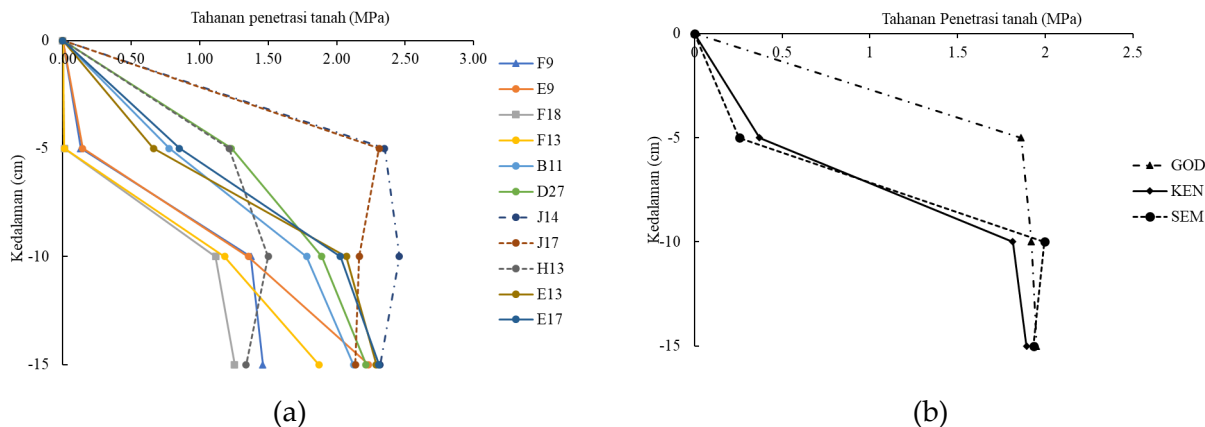 Tahanan penetrasi tanah (MPa)
0
0.00 0.50 1.00 1.50 2.00 2.50 3.00
-5
-10
-15
Kedalaman (cm)
F9
E9
F18
F13
B11
D27
J14
J17
H13
E13
E17
(a)
Tahanan Penetrasi tanah (MPa)
0
0 0.5 1 1.5 2 2.5
-5
-10
-15
Kedalaman (cm)
GOD
KEN
SEM
(b)